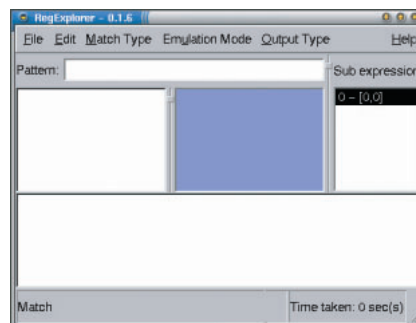 RegExplorer - 0.1.6
File Edit Match Type Emulation Mode Output Type Help
Pattern: Sub expression
0 - [0,0]
Match Time taken: 0 sec(s)